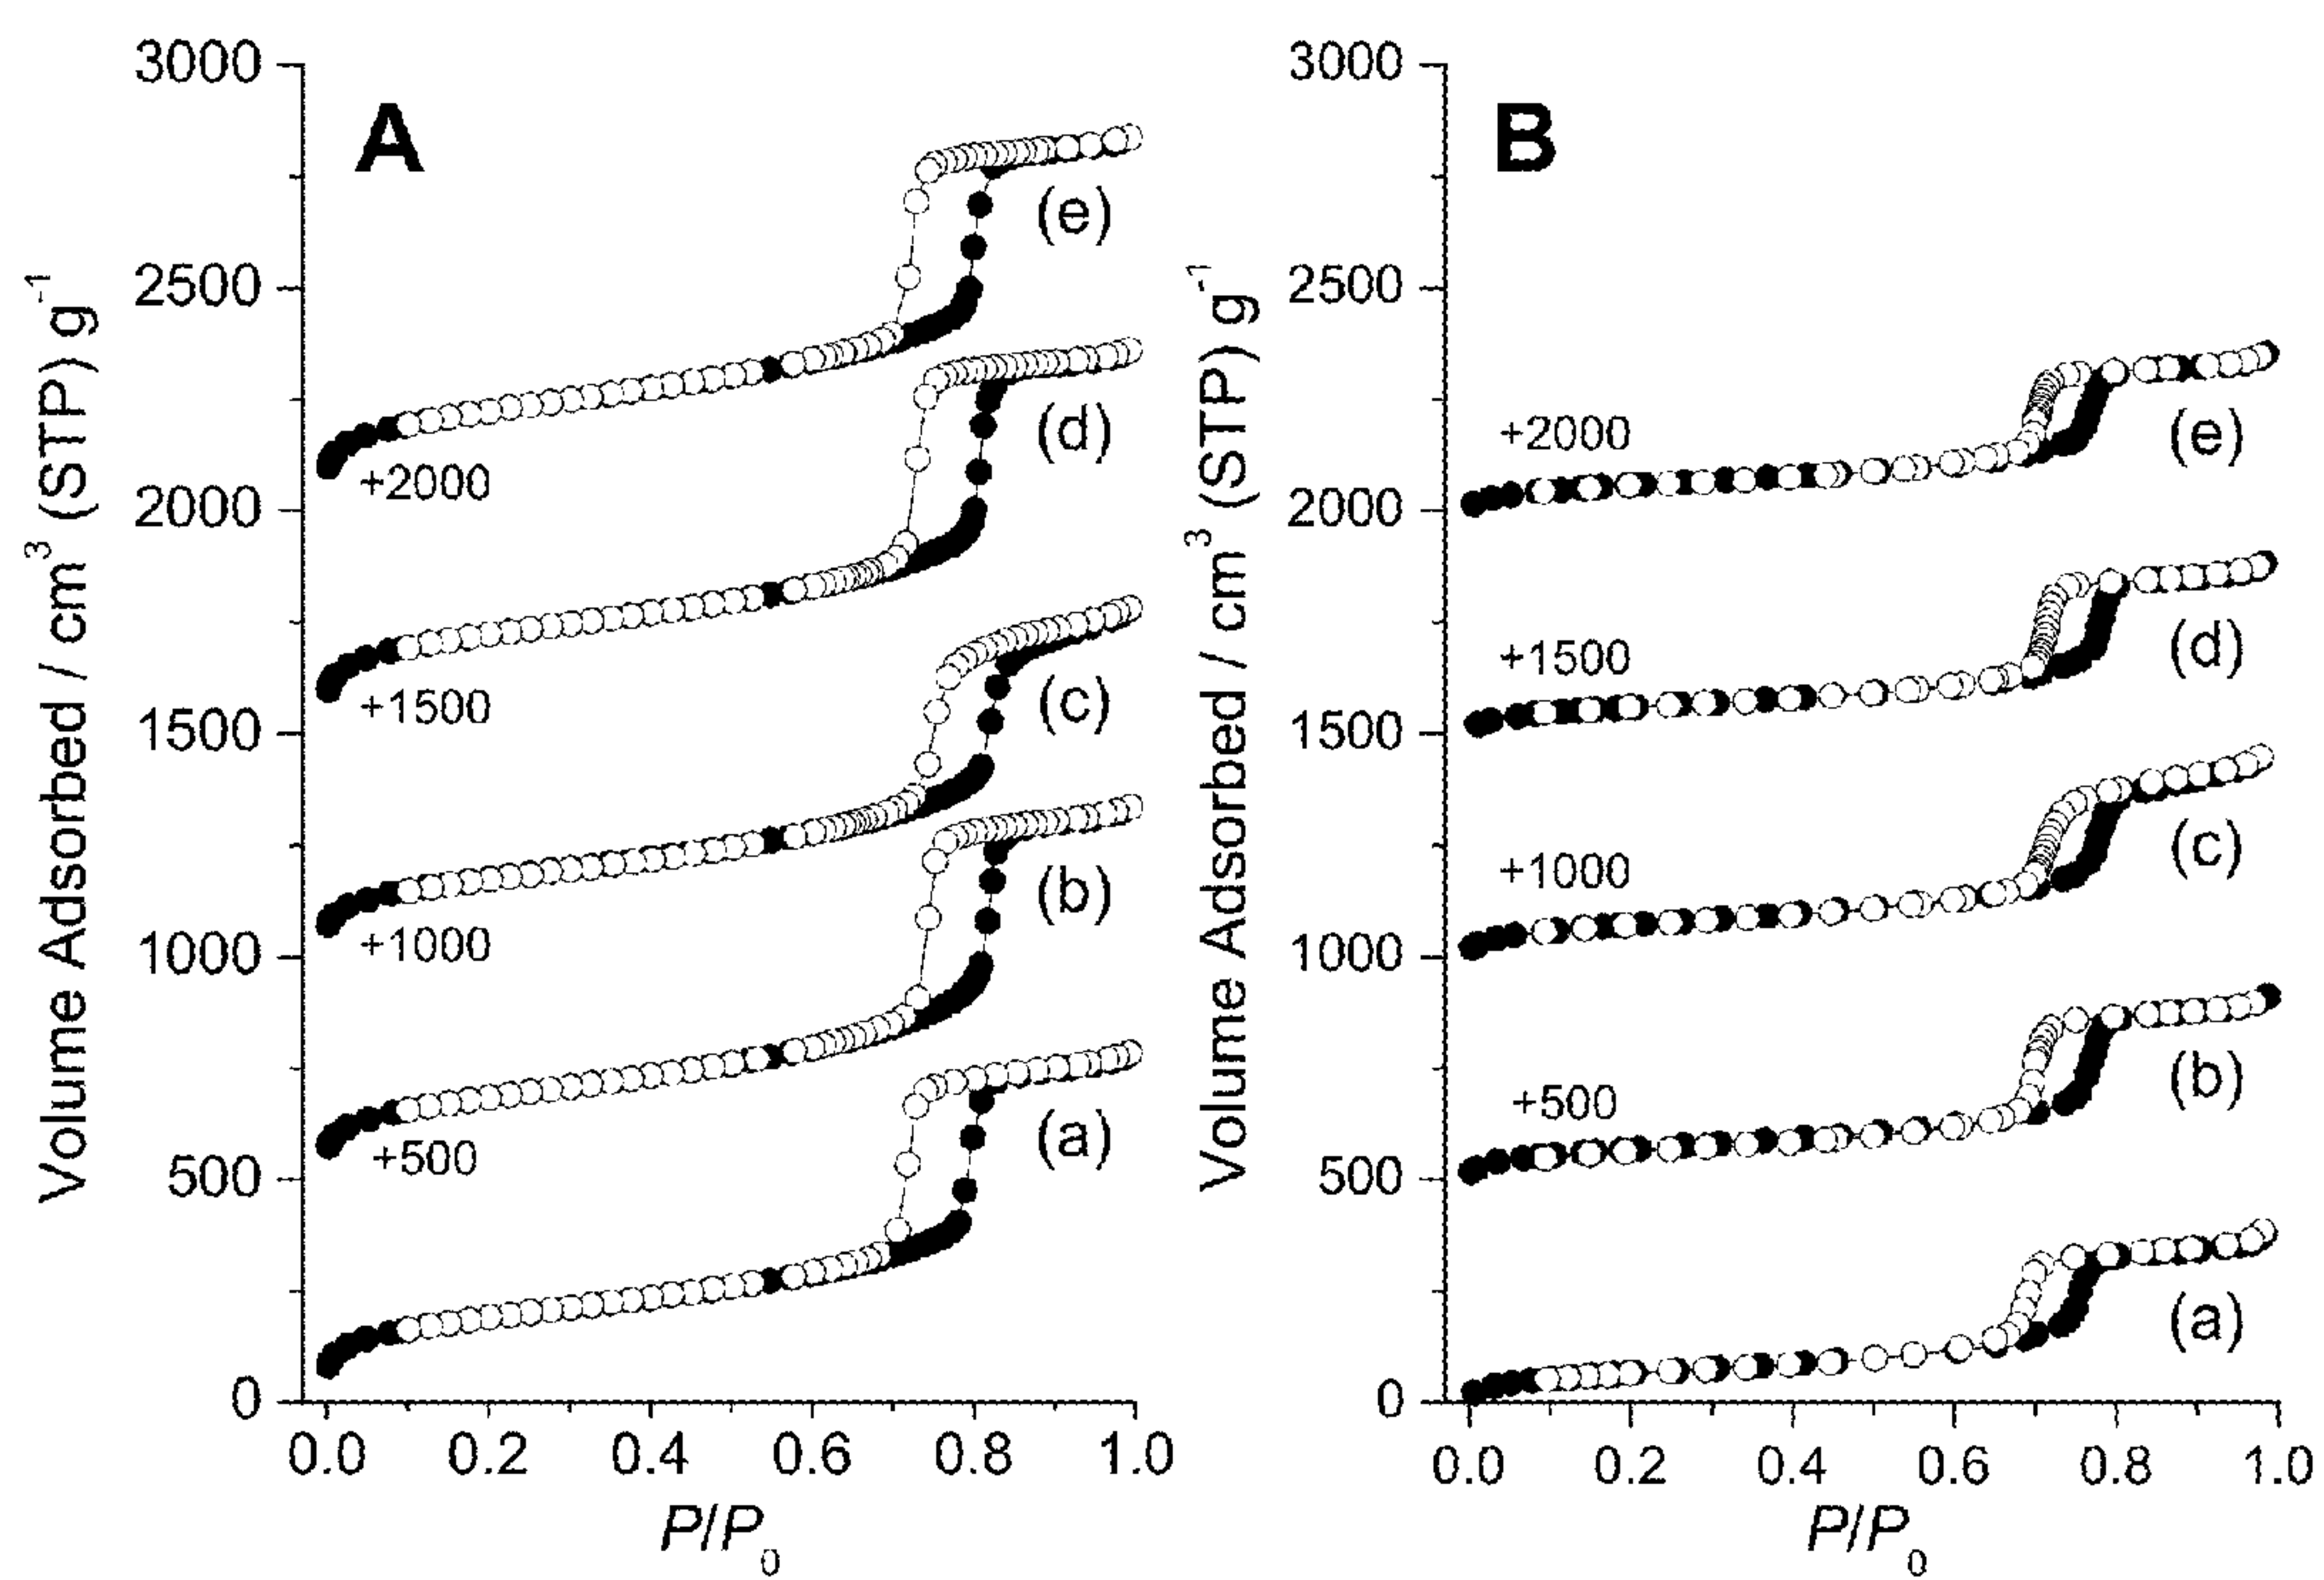 A
Volume Adsorbed / cm³ (STP) g⁻¹
3000
2500
2000
1500
1000
500
0
(e)
+2000
(d)
+1500
(c)
+1000
(b)
+500
(a)
0.0 0.2 0.4 0.6 0.8 1.0
P/P₀
B
Volume Adsorbed / cm³ (STP) g⁻¹
3000
2500
2000
1500
1000
500
0
+2000
(e)
+1500
(d)
+1000
(c)
+500
(b)
(a)
0.0 0.2 0.4 0.6 0.8 1.0
P/P₀